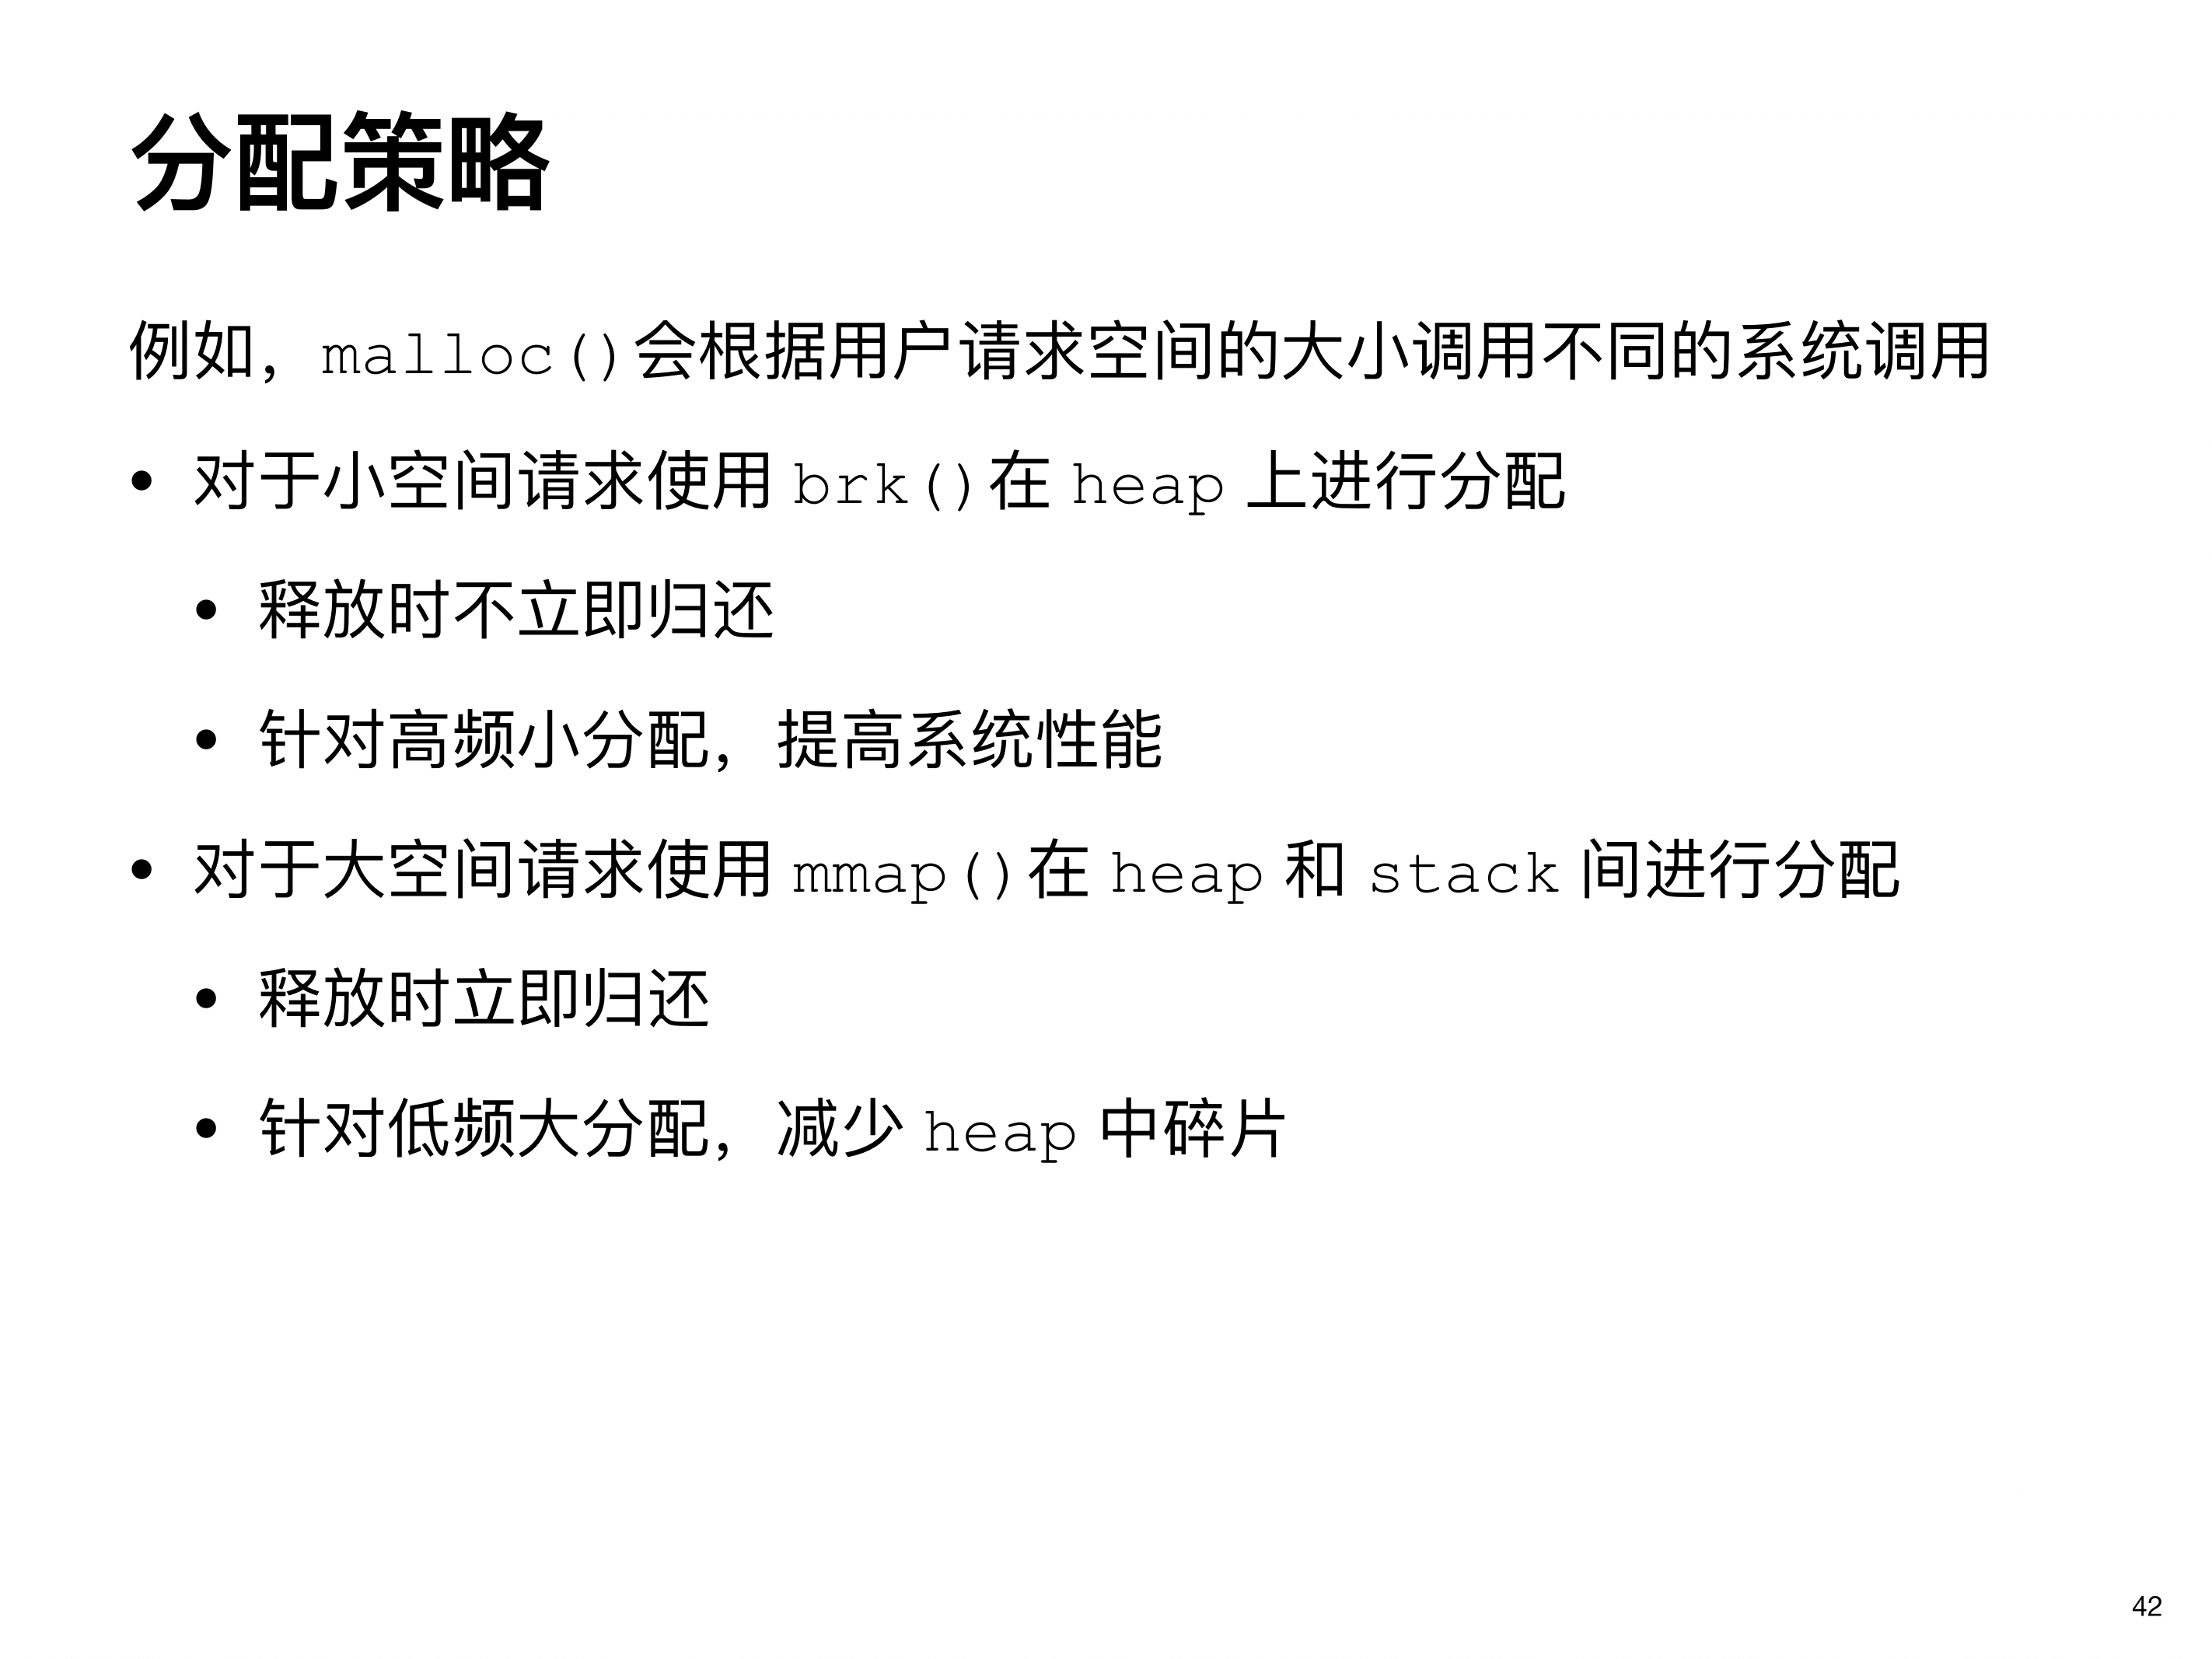 分配策略
例如，malloc()会根据用户请求空间的大小调用不同的系统调用
• 对于小空间请求使用 brk()在 heap 上进行分配
• 释放时不立即归还
• 针对高频小分配，提高系统性能
• 对于大空间请求使用 mmap()在 heap 和 stack 间进行分配
• 释放时立即归还
• 针对低频大分配，减少 heap 中碎片
42